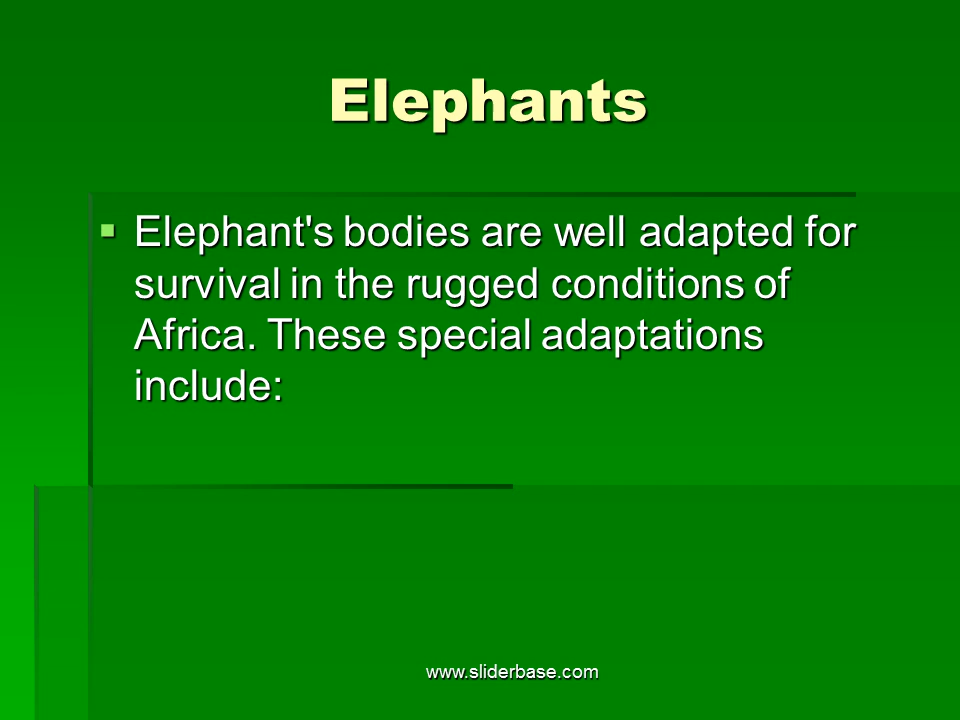 Elephants
Elephant's bodies are well adapted for
survival in the rugged conditions of
Africa. These special adaptations
include:
www.sliderbase.com